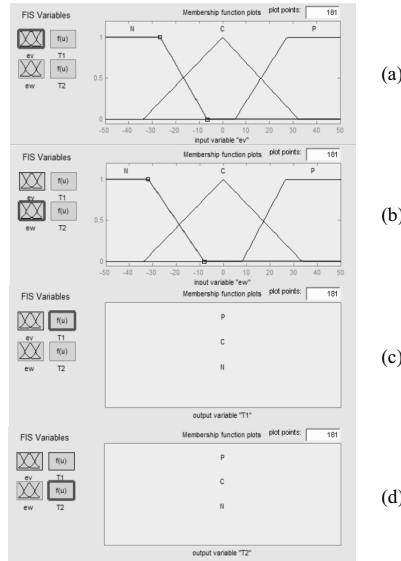 FIS Variables
Membership function plots plot points: 181
N C P
ev f(u) T1
ew f(u) T2
1
0.5
0
-50 -40 -30 -20 -10 0 10 20 30 40 50
input variable "ev"
(a)
FIS Variables
Membership function plots plot points: 181
N C P
ev f(u) T1
ew f(u) T2
1
0.5
0
-50 -40 -30 -20 -10 0 10 20 30 40 50
input variable "ew"
(b)
FIS Variables
Membership function plots plot points: 181
ev f(u) T1
ew f(u) T2
P
C
N
output variable "T1"
(c)
FIS Variables
Membership function plots plot points: 181
ev f(u) T1
ew f(u) T2
P
C
N
output variable "T2"
(d)